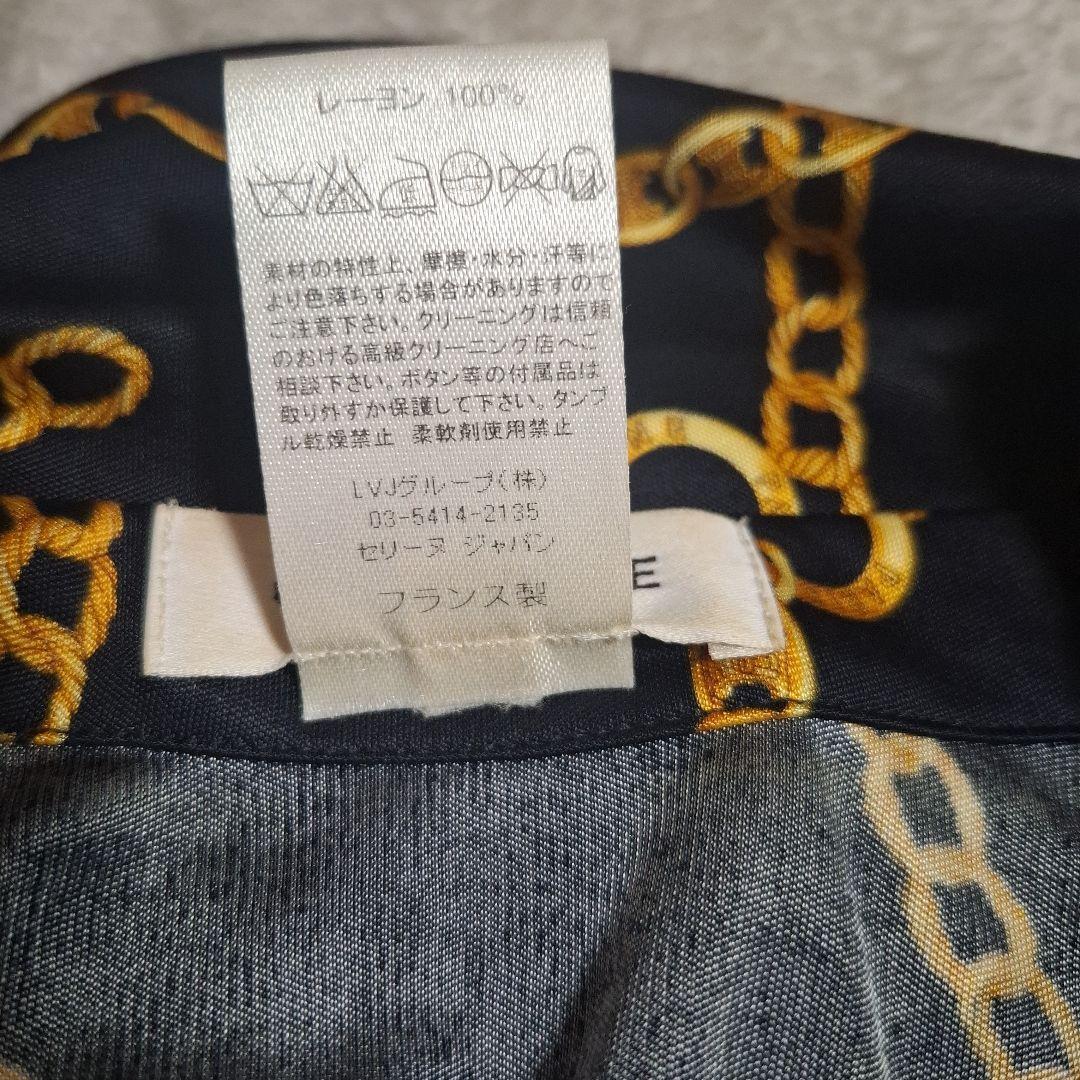 レーヨン 100%
素材の特性上、摩擦・水分・汗等に
より色落ちする場合がありますので
ご注意下さい。クリーニングは信頼
のおける高級クリーニング店へご
相談下さい。ボタン等の付属品は
取り外すか保護して下さい。タンブ
ル乾燥禁止 柔軟剤使用禁止
LVJグループ(株)
03-5414-2135
セリーヌ ジャパン
フランス製
E